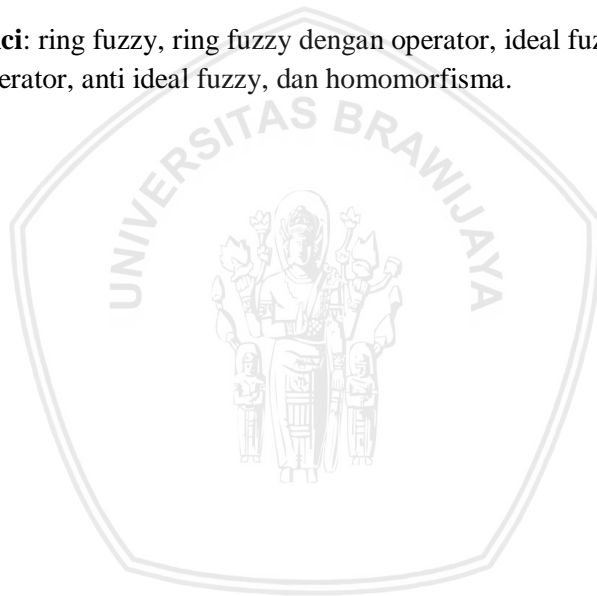 ci: ring fuzzy, ring fuzzy dengan operator, ideal fuz
erator, anti ideal fuzzy, dan homomorfisma.
UNIVERSITAS BRAWIJAYA